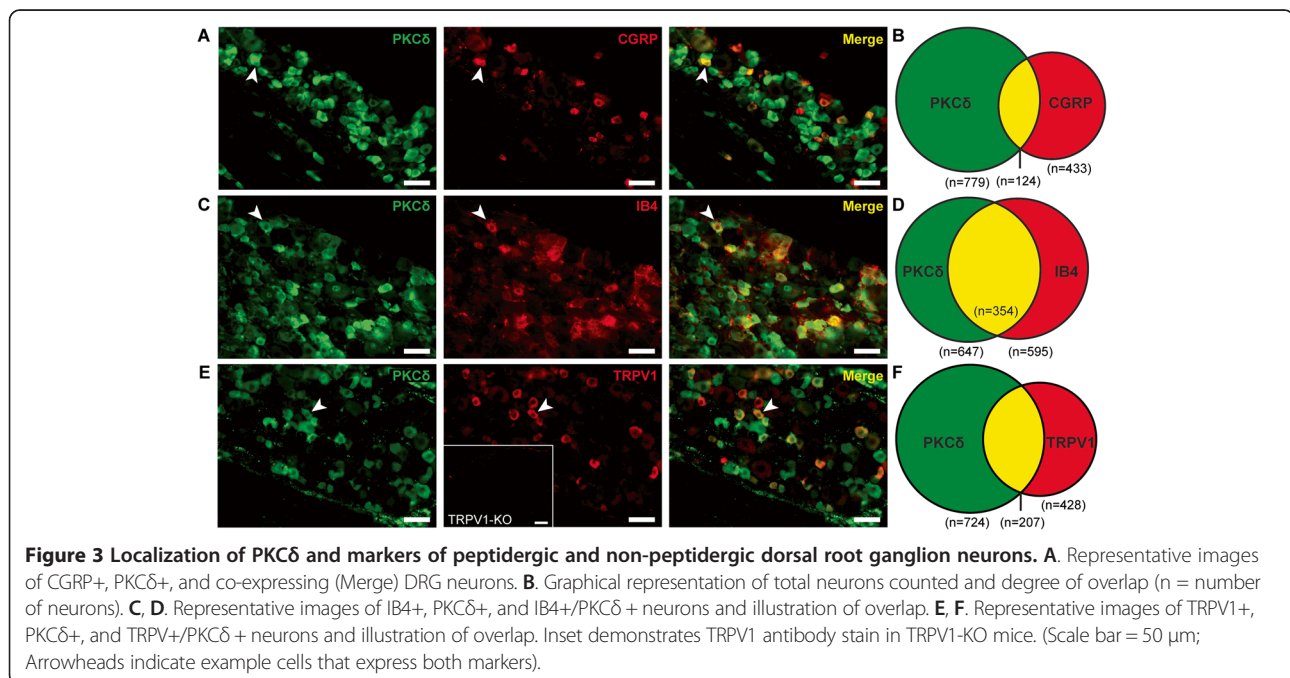 A PKCδ CGRP Merge B
PKCδ CGRP
(n=779) (n=124) (n=433)
C PKCδ IB4 Merge D
PKCδ IB4
(n=354)
(n=647) (n=595)
E PKCδ TRPV1 Merge F
PKCδ TRPV1
TRPV1-KO
(n=724) (n=207) (n=428)
Figure 3 Localization of PKCδ and markers of peptidergic and non-peptidergic dorsal root ganglion neurons. A. Representative images
of CGRP+, PKCδ+, and co-expressing (Merge) DRG neurons. B. Graphical representation of total neurons counted and degree of overlap (n = number
of neurons). C, D. Representative images of IB4+, PKCδ+, and IB4+/PKCδ + neurons and illustration of overlap. E, F. Representative images of TRPV1+,
PKCδ+, and TRPV+/PKCδ + neurons and illustration of overlap. Inset demonstrates TRPV1 antibody stain in TRPV1-KO mice. (Scale bar = 50 μm;
Arrowheads indicate example cells that express both markers).